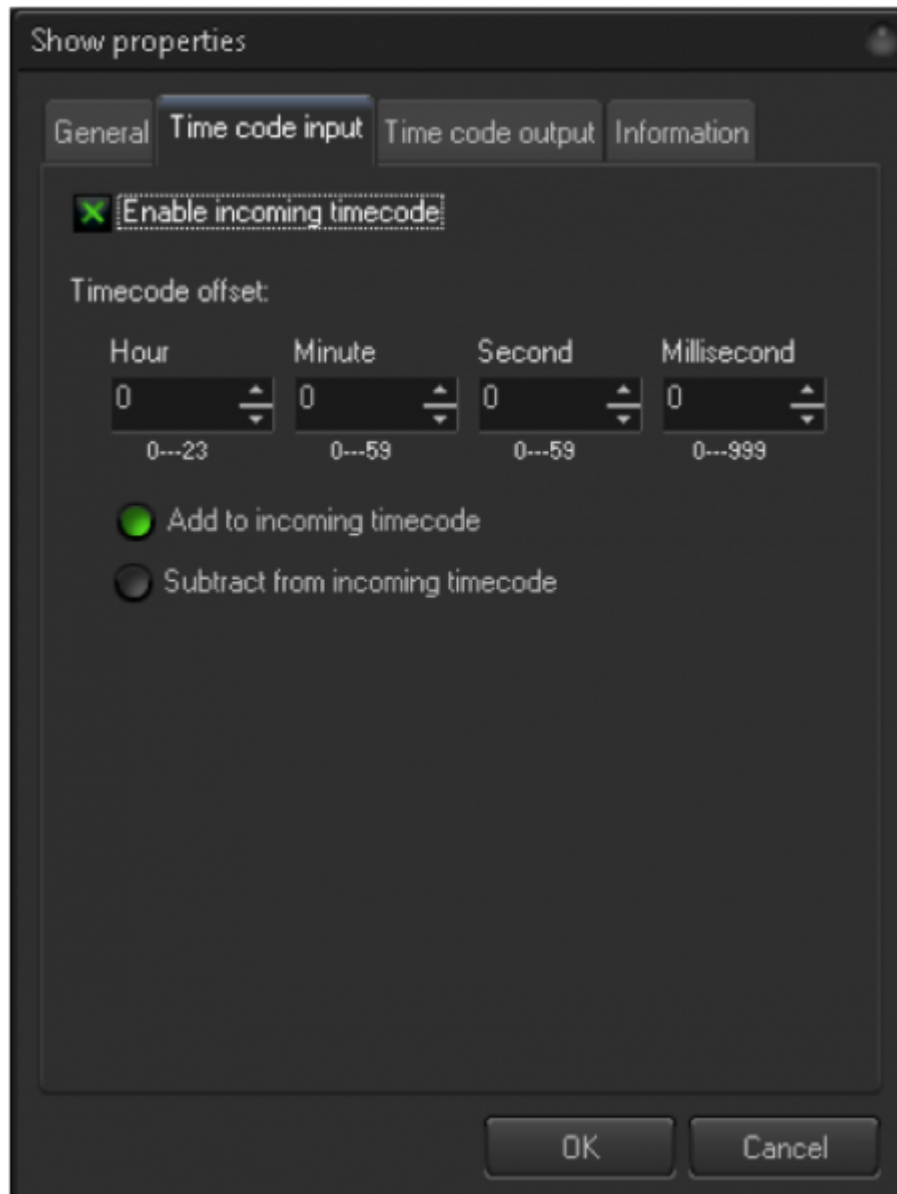 Show properties
General Time code input Time code output Information
Enable incoming timecode
Timecode offset:
Hour Minute Second Millisecond
0 0 0 0
0---23 0---59 0---59 0---999
Add to incoming timecode
Subtract from incoming timecode
OK Cancel